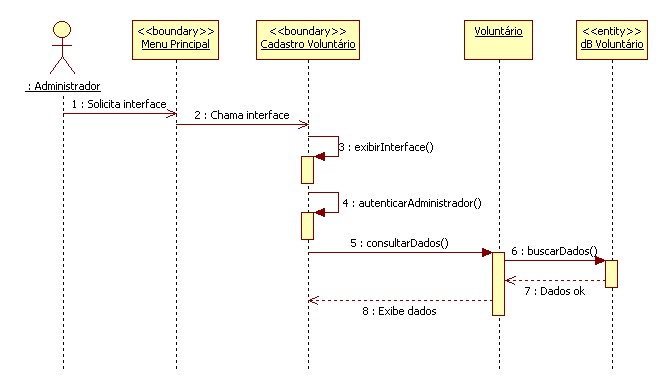 <<boundary>>
Menu Principal
<<boundary>>
Cadastro Voluntário
Voluntário
<<entity>>
dB Voluntário
: Administrador
1 : Solicita interface
2 : Chama interface
3 : exibirInterface()
4 : autenticarAdministrador()
5 : consultarDados()
6 : buscarDados()
7 : Dados ok
8 : Exibe dados